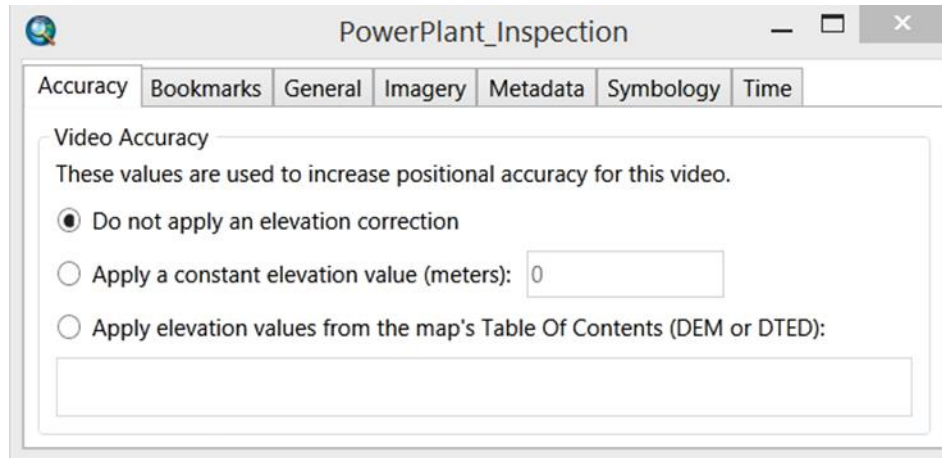 PowerPlant_Inspection
Accuracy Bookmarks General Imagery Metadata Symbology Time
Video Accuracy
These values are used to increase positional accuracy for this video.
Do not apply an elevation correction
Apply a constant elevation value (meters): 0
Apply elevation values from the map's Table Of Contents (DEM or DTED):